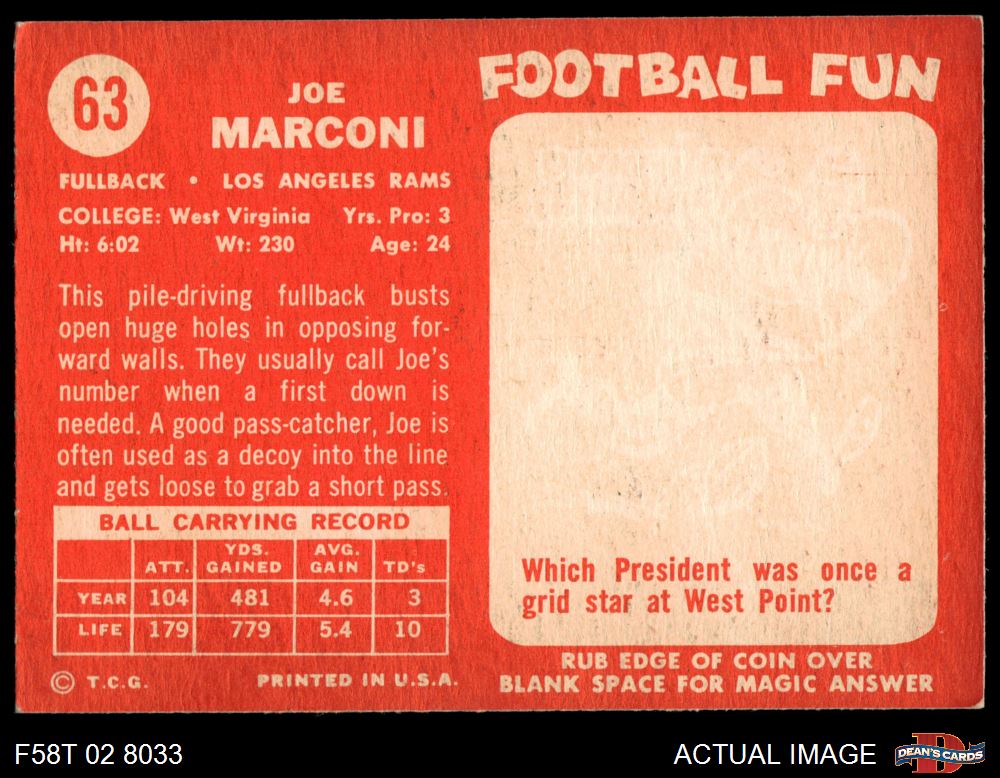 63
JOE
MARCONI
FULLBACK • LOS ANGELES RAMS
COLLEGE: West Virginia Yrs. Pro: 3
Ht: 6:02 Wt: 230 Age: 24
This pile-driving fullback busts
open huge holes in opposing for-
ward walls. They usually call Joe's
number when a first down is
needed. A good pass-catcher, Joe is
often used as a decoy into the line
and gets loose to grab a short pass.
BALL CARRYING RECORD
ATT. YDS. GAINED AVG. GAIN TD's
YEAR 104 481 4.6 3
LIFE 179 779 5.4 10
© T.C.G. PRINTED IN U.S.A.
FOOTBALL FUN
Which President was once a
grid star at West Point?
RUB EDGE OF COIN OVER
BLANK SPACE FOR MAGIC ANSWER
F58T 02 8033
ACTUAL IMAGE
D
DEAN'S CARDS